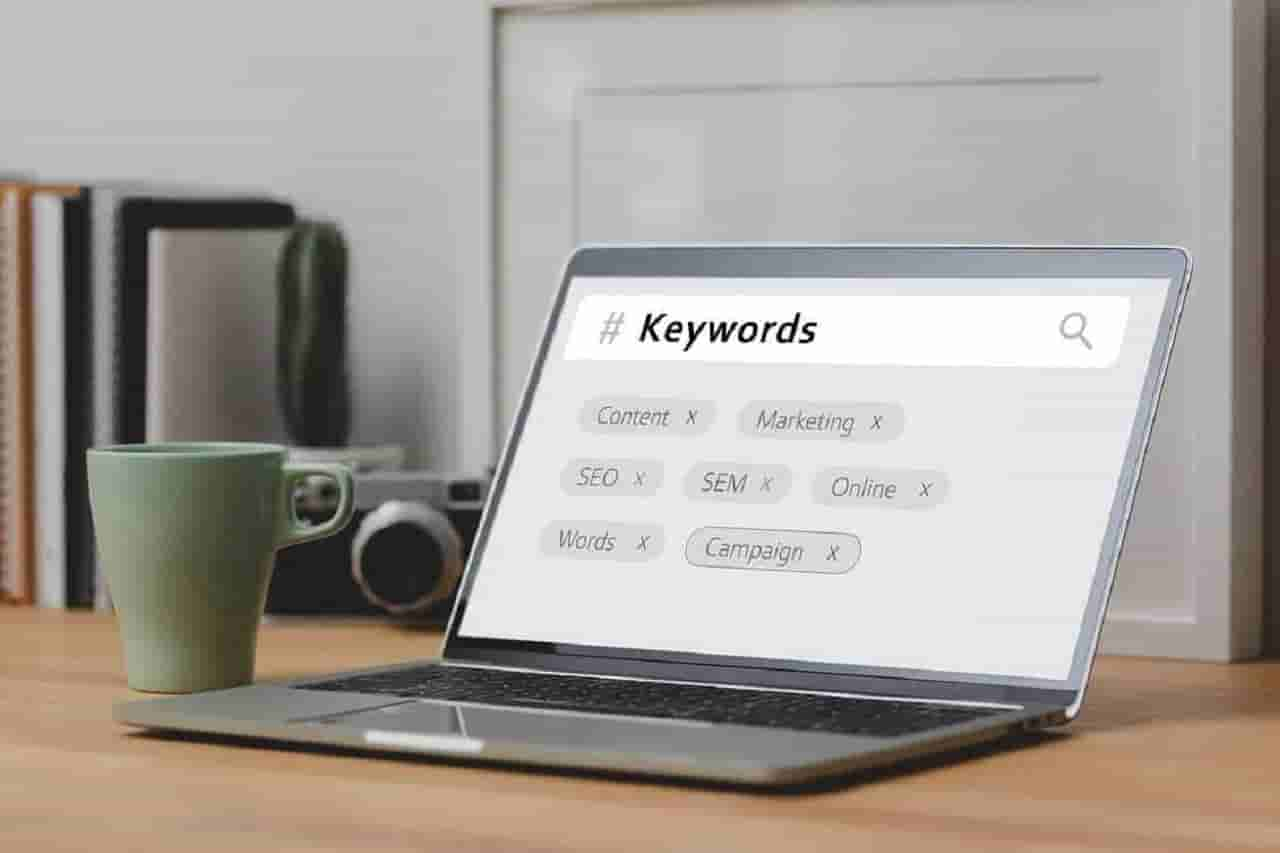 # Keywords
Content x Marketing x
SEO x SEM x Online x
Words x Campaign x